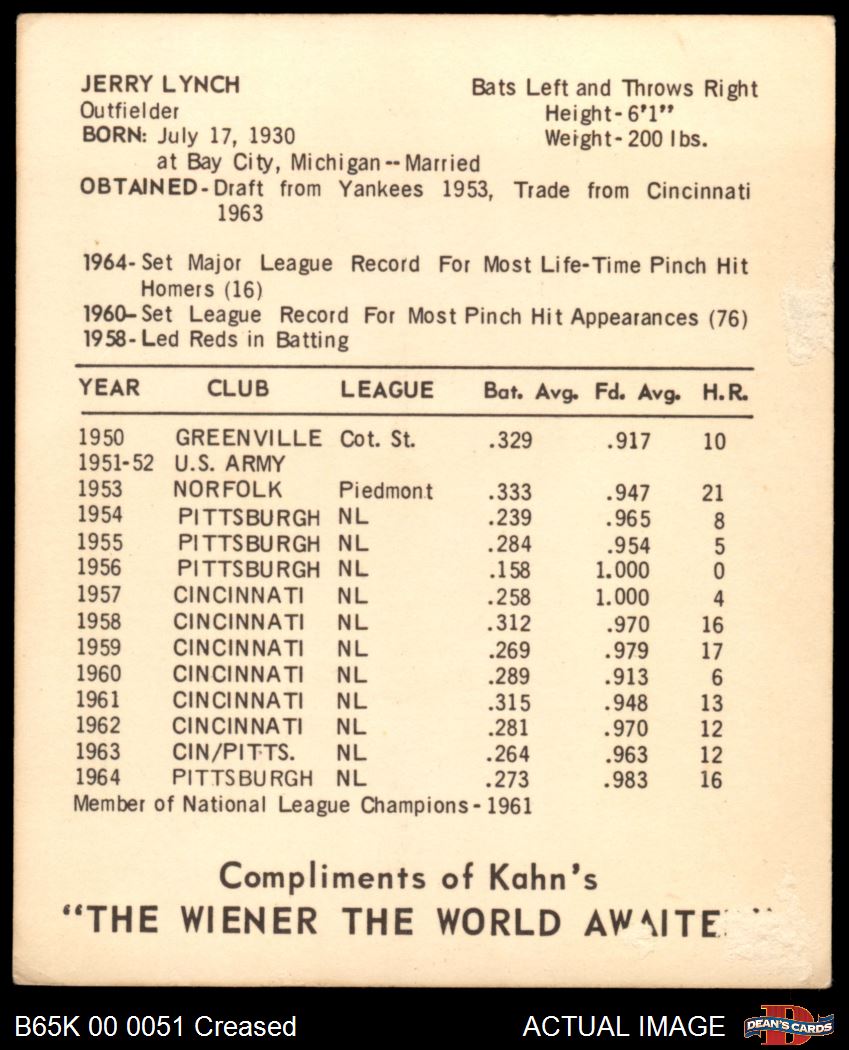 JERRY LYNCH Bats Left and Throws Right
Outfielder Height- 6'1"
BORN: July 17, 1930 Weight- 200 lbs.
at Bay City, Michigan -- Married
OBTAINED- Draft from Yankees 1953, Trade from Cincinnati
1963
1964- Set Major League Record For Most Life-Time Pinch Hit
Homers (16)
1960- Set League Record For Most Pinch Hit Appearances (76)
1958- Led Reds in Batting
YEAR CLUB LEAGUE Bat. Avg. Fd. Avg. H.R.
1950 GREENVILLE Cot. St. .329 .917 10
1951-52 U.S. ARMY
1953 NORFOLK Piedmont .333 .947 21
1954 PITTSBURGH NL .239 .965 8
1955 PITTSBURGH NL .284 .954 5
1956 PITTSBURGH NL .158 1.000 0
1957 CINCINNATI NL .258 1.000 4
1958 CINCINNATI NL .312 .970 16
1959 CINCINNATI NL .269 .979 17
1960 CINCINNATI NL .289 .913 6
1961 CINCINNATI NL .315 .948 13
1962 CINCINNATI NL .281 .970 12
1963 CIN/PITTS. NL .264 .963 12
1964 PITTSBURGH NL .273 .983 16
Member of National League Champions - 1961
Compliments of Kahn's
"THE WIENER THE WORLD
B65K 00 0051 Creased ACTUAL IMAGE DEAN'S CARDS